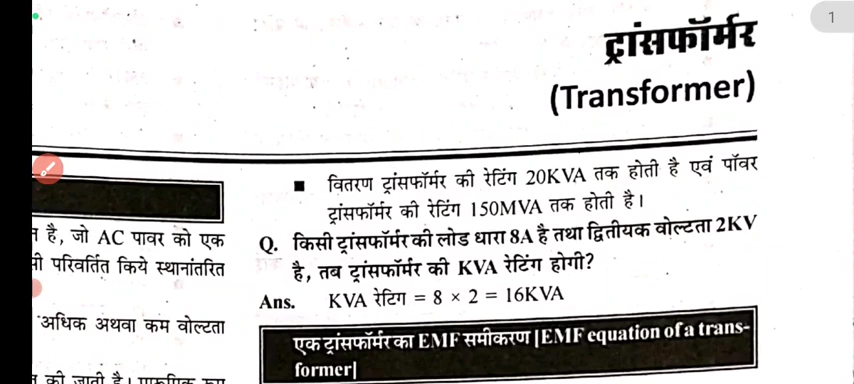 1
ट्रांसफॉर्मर
(Transformer)
है, जो AC पावर को एक
परिवर्तित किये स्थानांतरित
अधिक अथवा कम वोल्टता
की जाती है।
■ वितरण ट्रांसफॉर्मर की रेटिंग 20KVA तक होती है एवं पॉवर
ट्रांसफॉर्मर की रेटिंग 150MVA तक होती है।
Q. किसी ट्रांसफॉर्मर की लोड धारा 8A है तथा द्वितीयक वोल्टता 2KV
है, तब ट्रांसफॉर्मर की KVA रेटिंग होगी?
Ans. KVA रेटिंग = 8 × 2 = 16KVA
एक ट्रांसफॉर्मर का EMF समीकरण [EMF equation of a trans-
former]